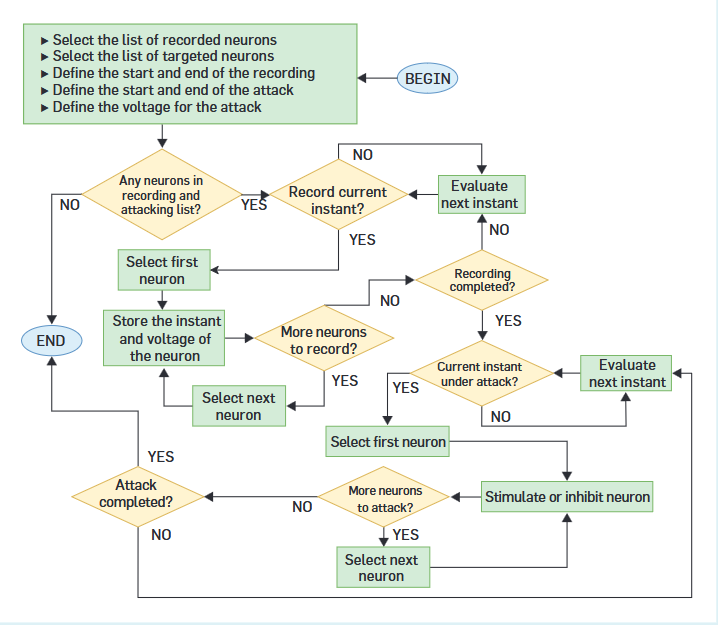 ► Select the list of recorded neurons
► Select the list of targeted neurons
► Define the start and end of the recording
► Define the start and end of the attack
► Define the voltage for the attack
BEGIN
NO
Any neurons in
recording and
attacking list?
NO
YES
Record current
instant?
Evaluate
next instant
YES
NO
Select first
neuron
Recording
completed?
NO
YES
Store the instant
and voltage of
the neuron
More neurons
to record?
END
Current instant
under attack?
Evaluate
next instant
YES
YES
NO
Select next
neuron
Select first neuron
YES
Attack
completed?
More neurons
to attack?
Stimulate or inhibit neuron
NO
NO
YES
Select next
neuron